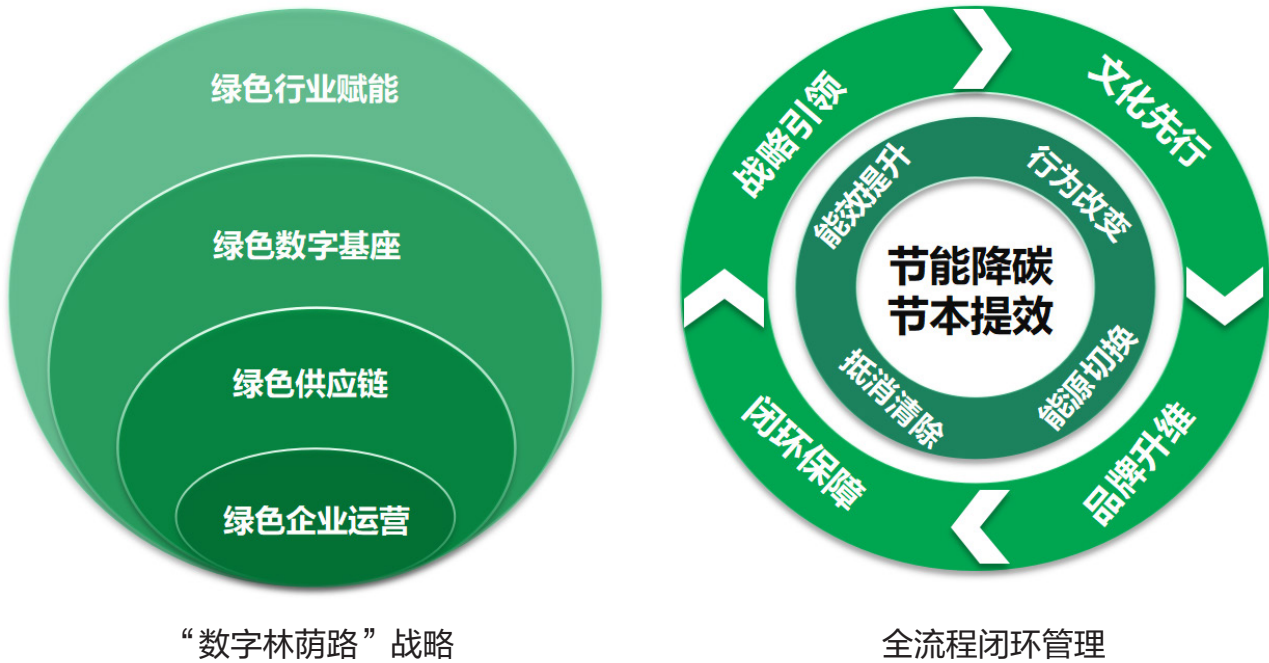 绿色行业赋能
绿色数字基座
绿色供应链
绿色企业运营
“数字林荫路”战略
战略引领
文化先行
品牌升维
闭环保障
能效提升
行为改变
能源切换
抵消清除
节能降碳
节本提效
全流程闭环管理